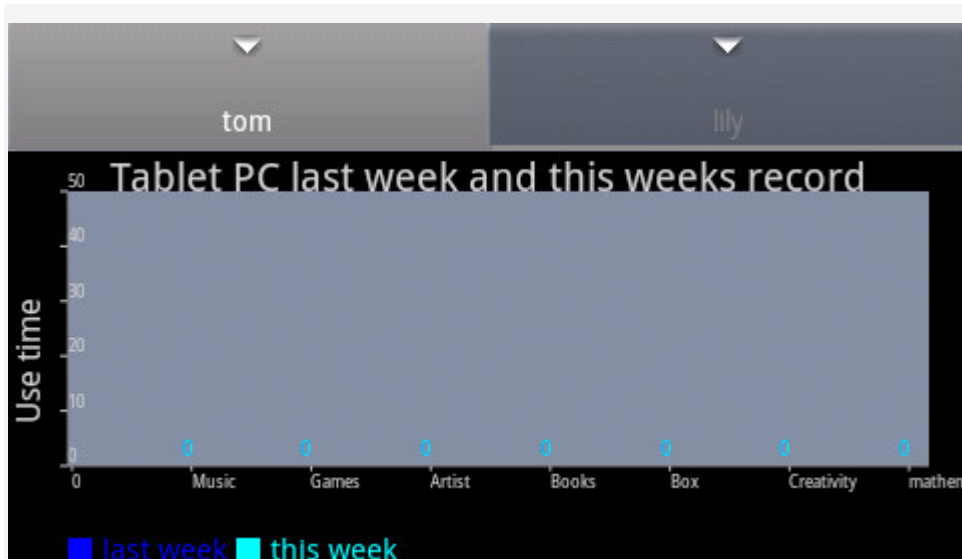 tom lily
Tablet PC last week and this weeks record
50
40
30
20
10
0
Use time
0 0 0 0 0 0 0
0 Music Games Artist Books Box Creativity mathem
last week this week